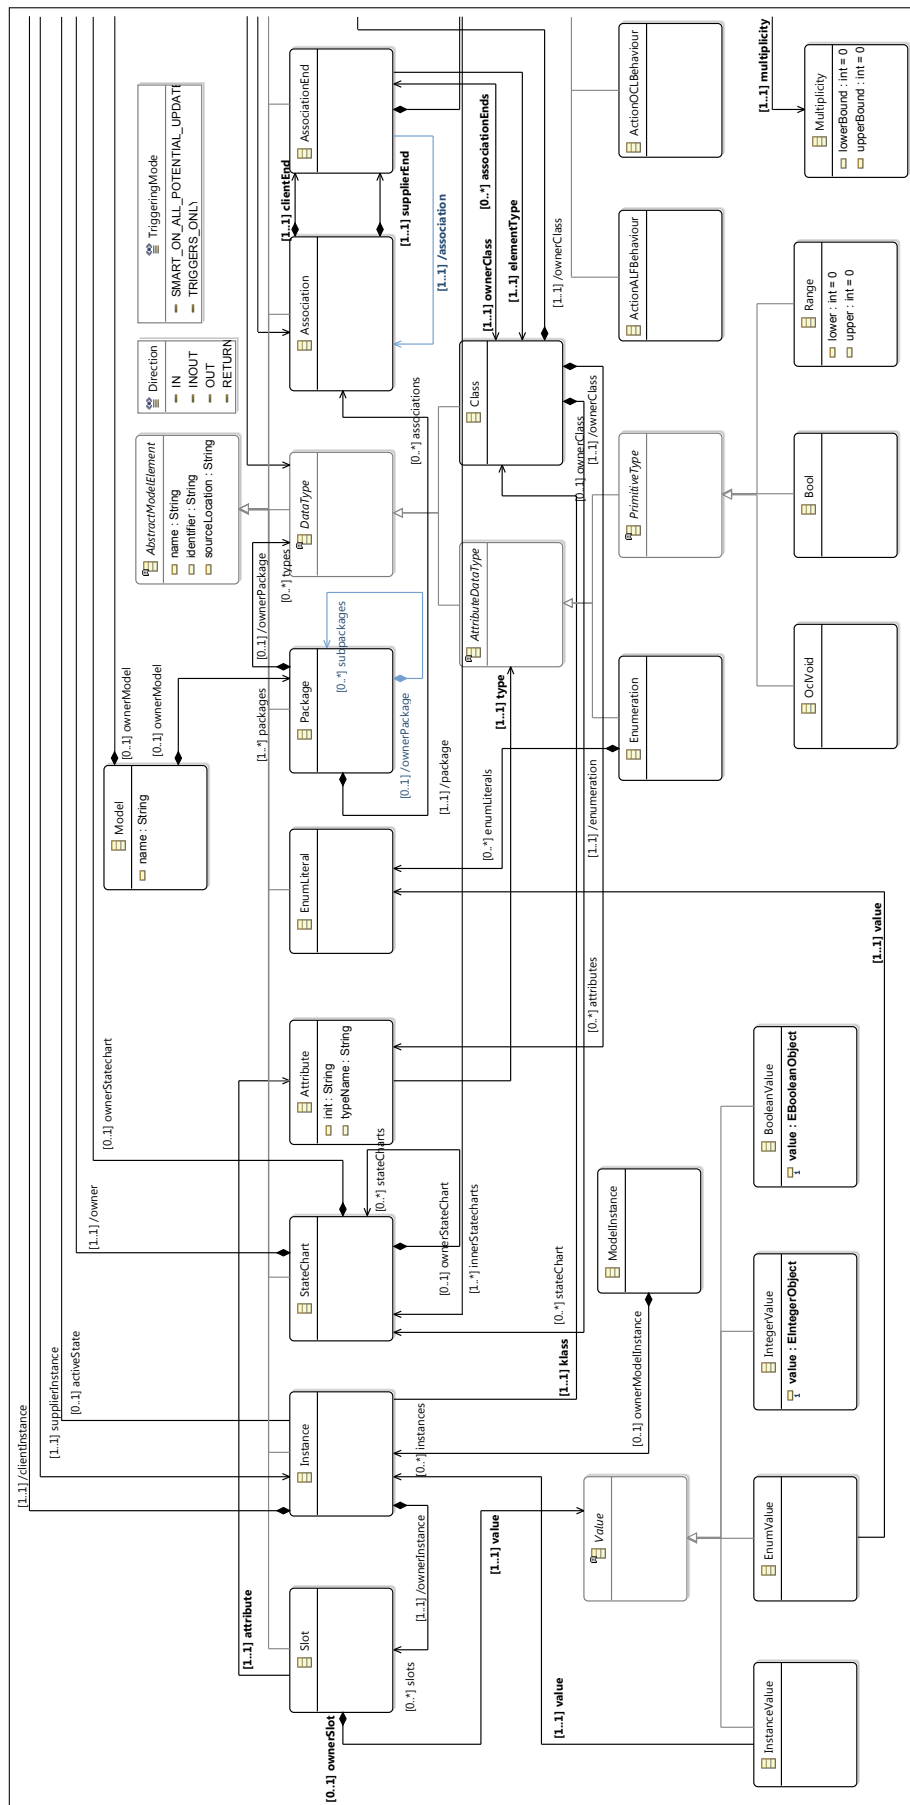 [1..1] /clientInstance
[1..1] supplierInstance
[0..1] activeState
[1..1] /owner
[0..1] ownerStatechart
Model
name : String
[0..1] ownerModel
[0..1] ownerModel
AbstractModelElement
name : String
identifier : String
sourceLocation : String
Direction
IN
INOUT
OUT
RETURN
TriggeringMode
SMART_ON_ALL_POTENTIAL_UPDATE
TRIGGERS_ONLY
[1..1] attribute
[1..*] packages
[0..1] /ownerPackage
[0..*] types
[1..1] clientEnd
Slot
Instance
StateChart
Attribute
init : String
typeName : String
EnumLiteral
Package
DataType
Association
AssociationEnd
[0..1] ownerSlot
[0..*] subpackages
[0..*] stateCharts
[1..1] supplierEnd
[0..*] slots
[1..1] /ownerInstance
[0..*] instances
[0..1] /ownerPackage
[0..*] associations
[1..1] /association
[0..1] ownerStateChart
[1..1] /package
[1..*] innerStatecharts
AttributeDataType
Class
[1..1] ownerClass
[0..*] associationEnds
[1..1] value
[0..*] enumLiterals
[1..1] type
[1..1] elementType
[1..1] klass
[0..*] stateChart
[0..1] ownerClass
[1..1] /ownerClass
[1..1] value
[0..*] attributes
[1..1] /enumeration
[1..1] /ownerClass
Value
ModelInstance
[0..1] ownerModelInstance
Enumeration
PrimitiveType
ActionALFBehaviour
ActionOCLBehaviour
InstanceValue
EnumValue
IntegerValue
value : EIntegerObject
BooleanValue
value : EBooleanObject
OclVoid
Bool
Range
lower : int = 0
upper : int = 0
[1..1] multiplicity
Multiplicity
lowerBound : int = 0
upperBound : int = 0
[1..1] value